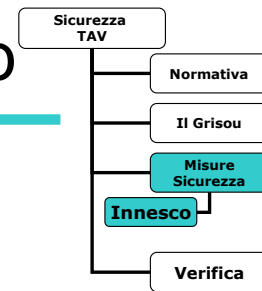 Sicurezza
TAV
Normativa
Il Grisou
Misure
Sicurezza
Innesco
Verifica